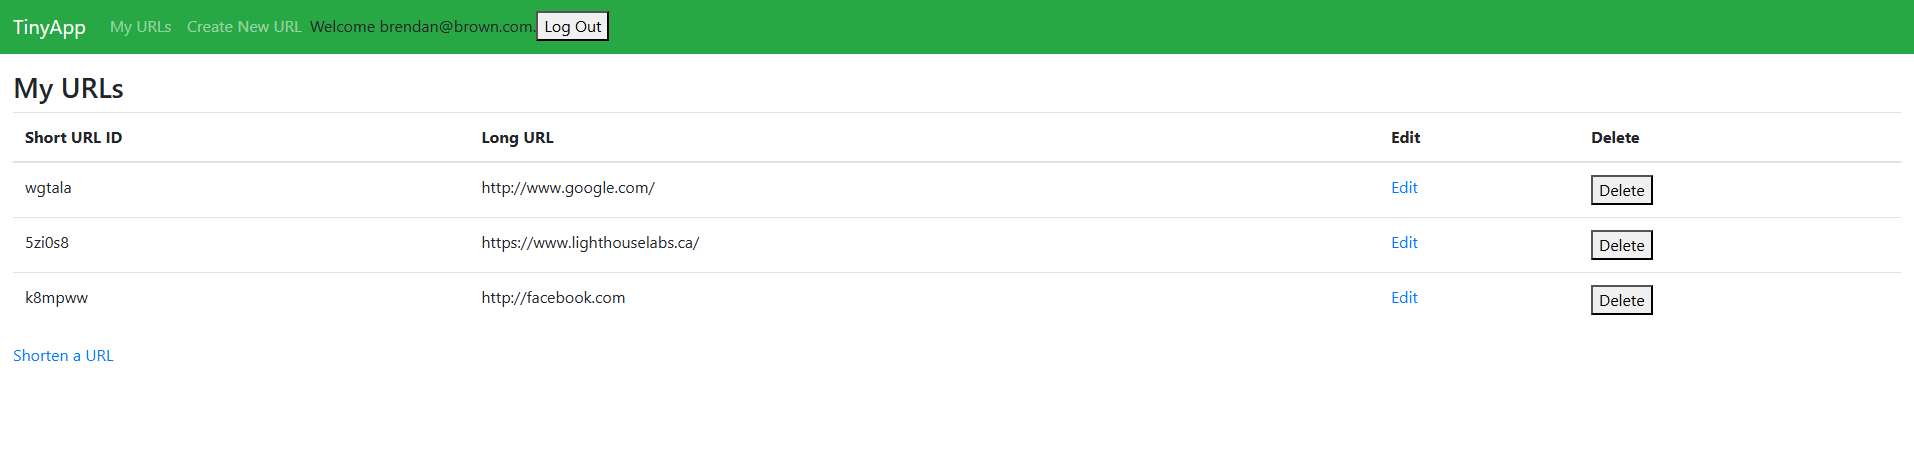 TinyApp My URLs Create New URL Welcome brendan@brown.com. Log Out
My URLs
Short URL ID Long URL Edit Delete
wgtala http://www.google.com/ Edit Delete
5zi0s8 https://www.lighthouselabs.ca/ Edit Delete
k8mpww http://facebook.com Edit Delete
Shorten a URL